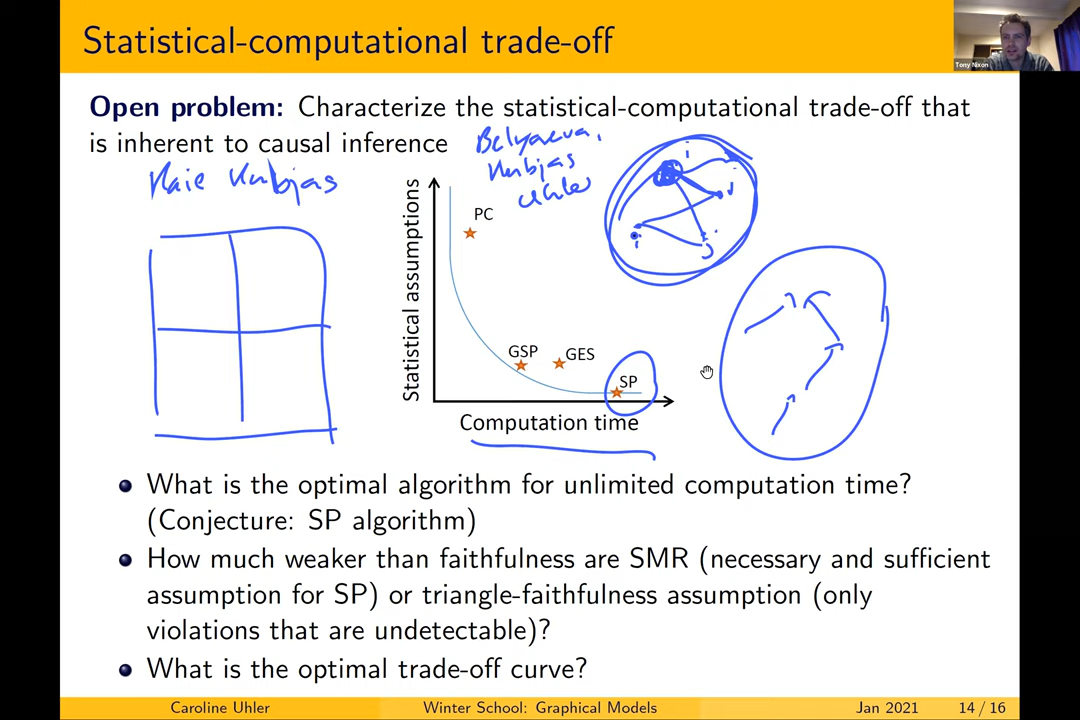 Statistical-computational trade-off
Tony Nixon
Open problem: Characterize the statistical-computational trade-off that
is inherent to causal inference
Belyaeva,
Kubjas
Uhler
Kaie Kubjas
i
j
i
j
Statistical assumptions
PC
GSP
GES
SP
Computation time
What is the optimal algorithm for unlimited computation time?
(Conjecture: SP algorithm)
How much weaker than faithfulness are SMR (necessary and sufficient
assumption for SP) or triangle-faithfulness assumption (only
violations that are undetectable)?
What is the optimal trade-off curve?
Caroline Uhler
Winter School: Graphical Models
Jan 2021
14 / 16